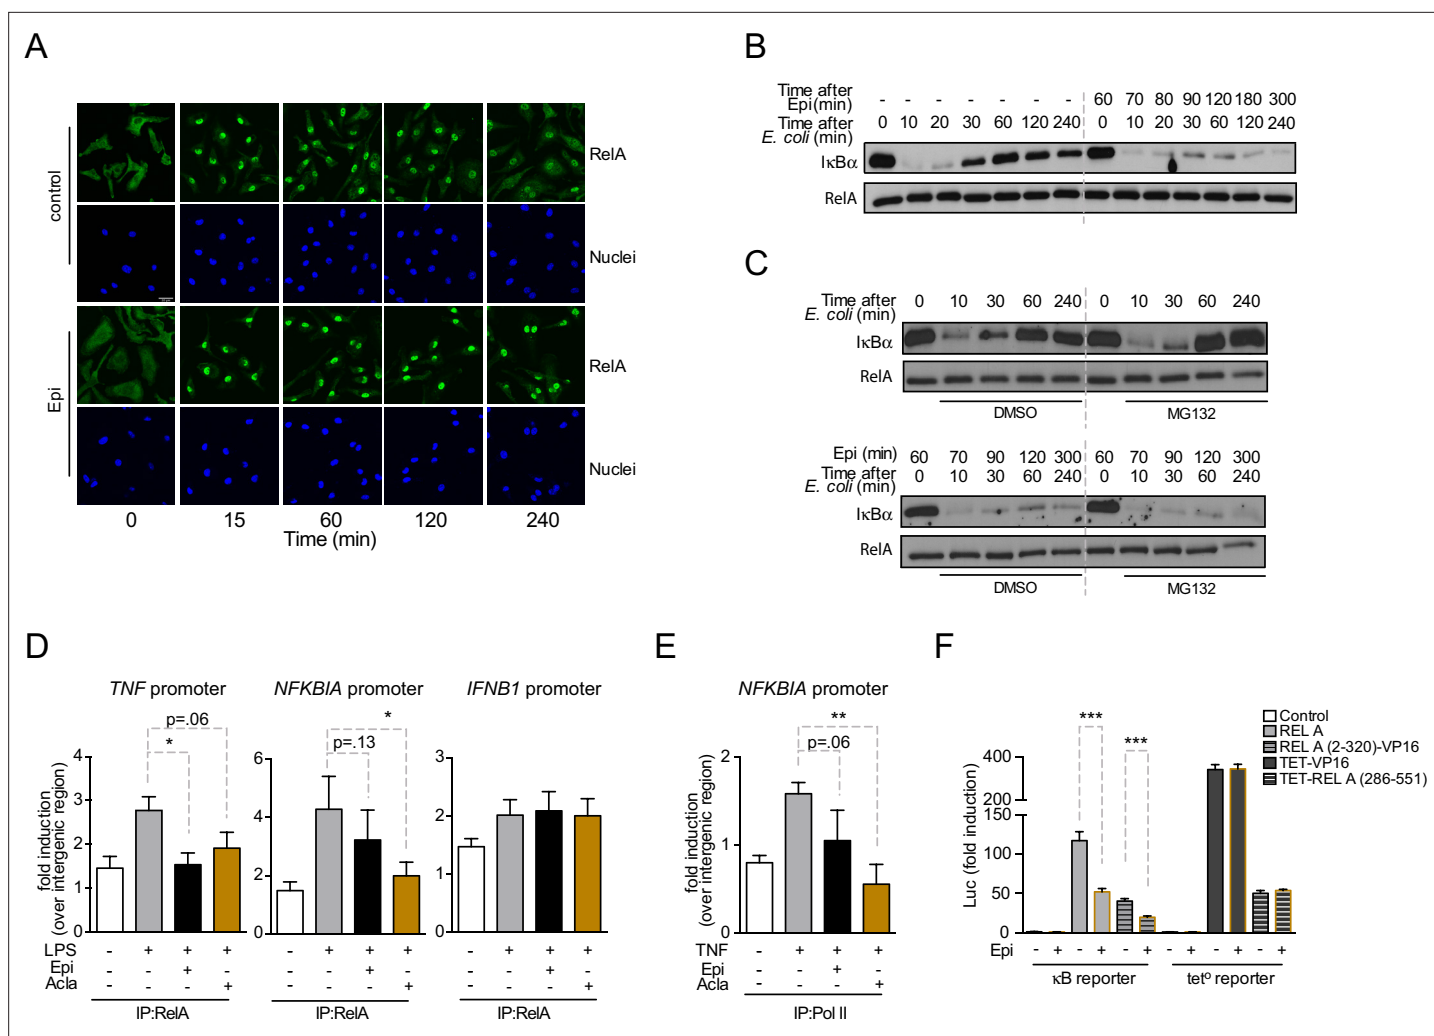 A
control
Epi
RelA
Nuclei
RelA
Nuclei
0 15 60 120 240
Time (min)
B
Time after Epi (min) - - - - - - - 60 70 80 90 120 180 300
Time after E. coli (min) 0 10 20 30 60 120 240 0 10 20 30 60 120 240
IκBα
RelA
C
Time after E. coli (min) 0 10 30 60 240 0 10 30 60 240
IκBα
RelA
DMSO MG132
Epi (min) 60 70 90 120 300 60 70 90 120 300
Time after E. coli (min) 0 10 30 60 240 0 10 30 60 240
IκBα
RelA
DMSO MG132
D
TNF promoter
p=.06
*
fold induction (over intergenic region)
4
3
2
1
0
LPS - + + +
Epi - - + -
Acla - - - +
IP:RelA
NFKBIA promoter
*
p=.13
6
4
2
0
- + + +
- - + -
- - - +
IP:RelA
IFNB1 promoter
3
2
1
0
- + + +
- - + -
- - - +
IP:RelA
E
NFKBIA promoter
**
p=.06
fold induction (over intergenic region)
2
1
0
TNF - + + +
Epi - - + -
Acla - - - +
IP:Pol II
F
Control
REL A
REL A (2-320)-VP16
TET-VP16
TET-REL A (286-551)
***
***
Luc (fold induction)
400
300
200
100
50
0
Epi - + - + - + - + - + - +
κB reporter tetᵒ reporter